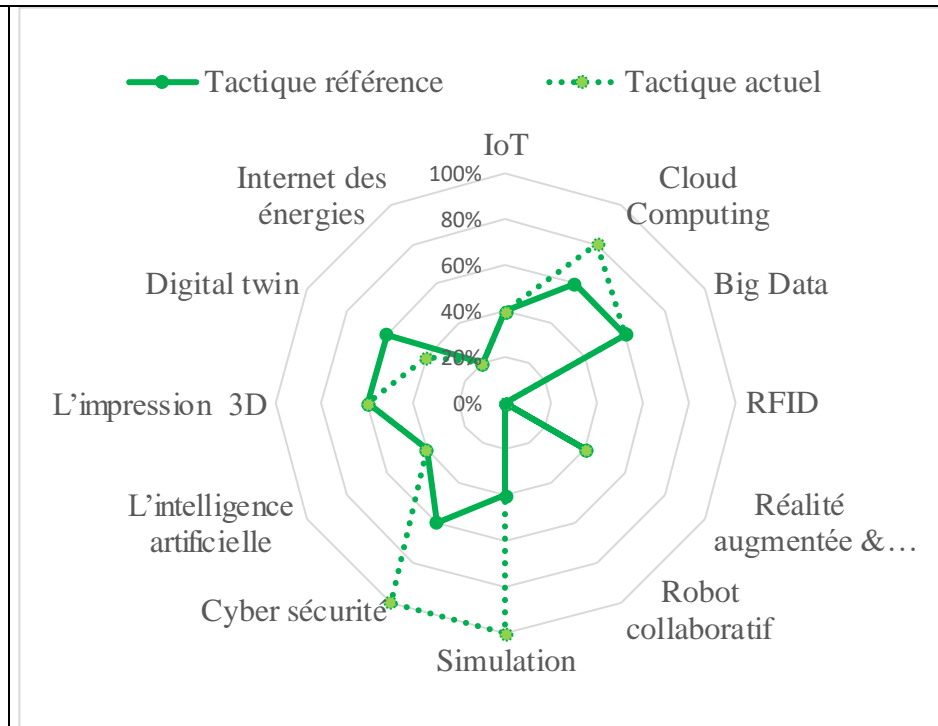 Tactique référence
Tactique actuel
IoT
Cloud
Computing
Big Data
RFID
Réalité
augmentée &…
Robot
collaboratif
Simulation
Cyber sécurité
L'intelligence
artificielle
L'impression 3D
Digital twin
Internet des
énergies
100%
80%
60%
40%
20%
0%